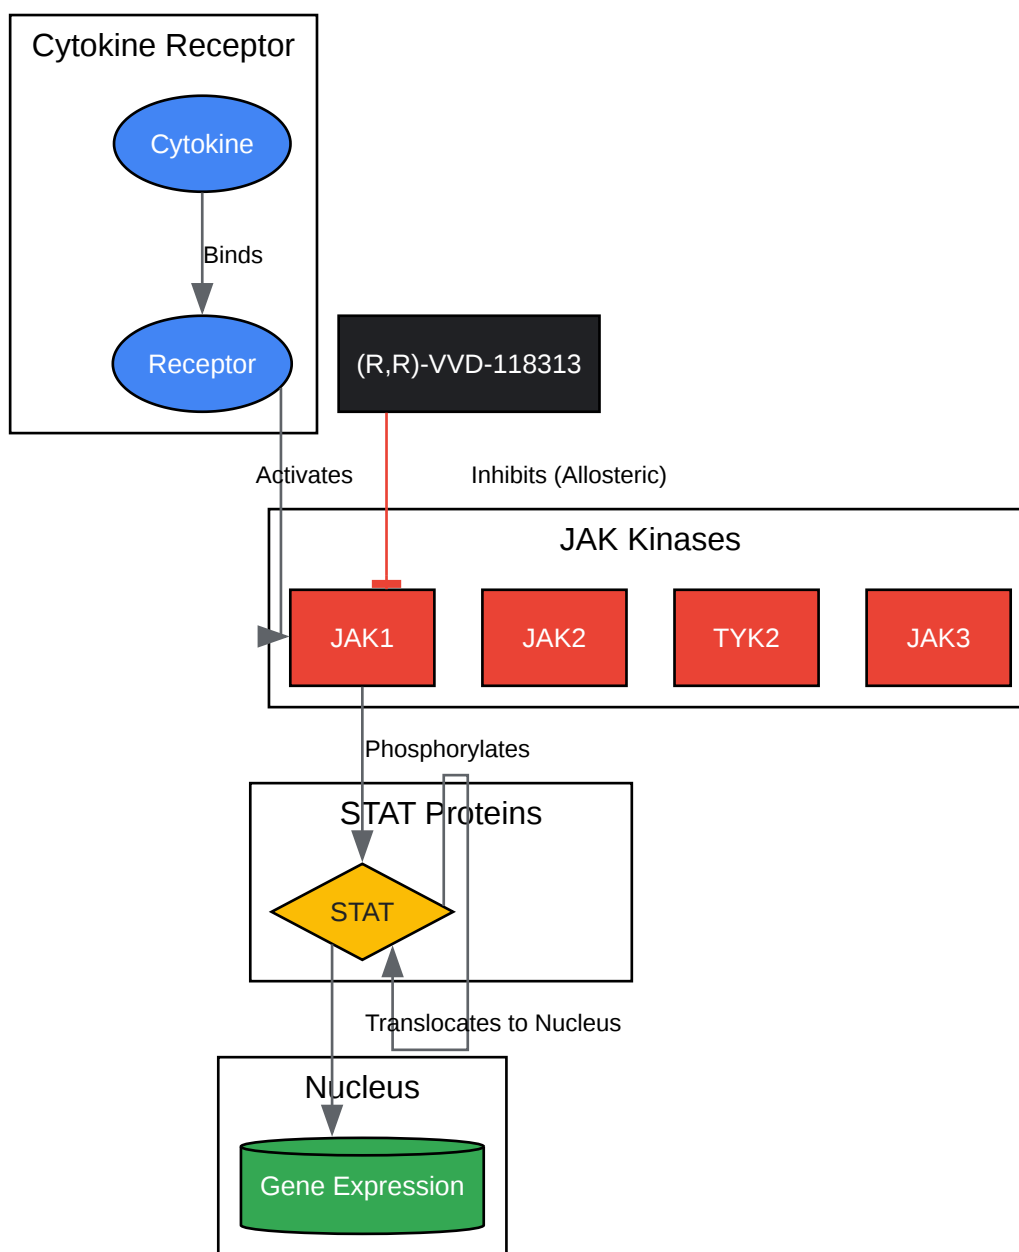 Cytokine Receptor
Cytokine
Binds
Receptor
(R,R)-VVD-118313
Activates
Inhibits (Allosteric)
JAK Kinases
JAK1
JAK2
TYK2
JAK3
Phosphorylates
STAT Proteins
STAT
Translocates to Nucleus
Nucleus
Gene Expression